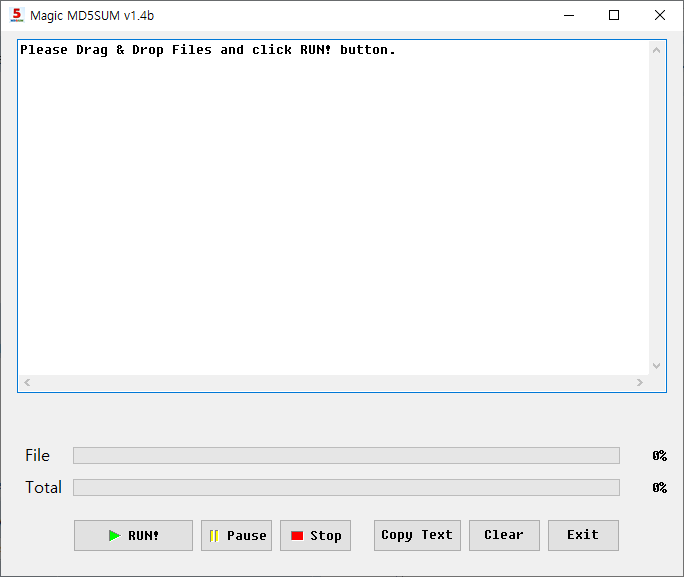 5 Magic MD5SUM v1.4b
Please Drag & Drop Files and click RUN! button.
File 0%
Total 0%
RUN! Pause Stop Copy Text Clear Exit